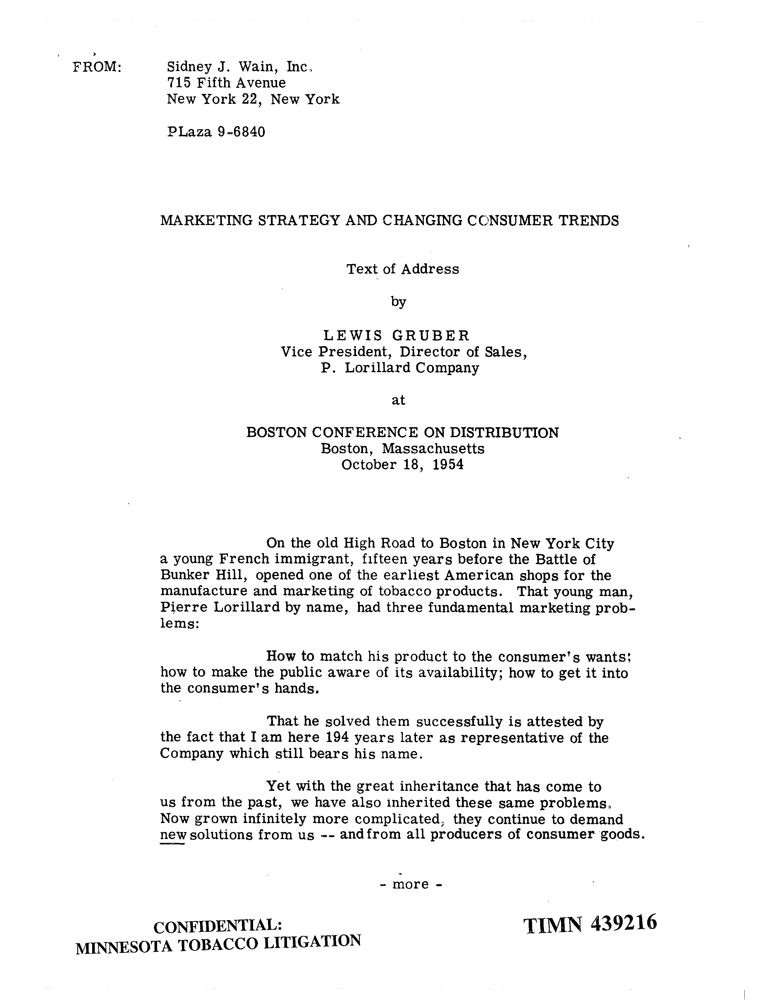 FROM: Sidney J. Wain, Inc.
715 Fifth Avenue
New York 22, New York
PLaza 9-6840
MARKETING STRATEGY AND CHANGING CONSUMER TRENDS
Text of Address
by
LEWIS GRUBER
Vice President, Director of Sales,
P. Lorillard Company
at
BOSTON CONFERENCE ON DISTRIBUTION
Boston, Massachusetts
October 18, 1954
On the old High Road to Boston in New York City
a young French immigrant, fifteen years before the Battle of
Bunker Hill, opened one of the earliest American shops for the
manufacture and marketing of tobacco products. That young man,
Pierre Lorillard by name, had three fundamental marketing prob-
lems:
How to match his product to the consumer's wants;
how to make the public aware of its availability; how to get it into
the consumer's hands.
That he solved them successfully is attested by
the fact that I am here 194 years later as representative of the
Company which still bears his name.
Yet with the great inheritance that has come to
us from the past, we have also inherited these same problems.
Now grown infinitely more complicated, they continue to demand
new solutions from us -- and from all producers of consumer goods.
- more -
CONFIDENTIAL:
MINNESOTA TOBACCO LITIGATION
TIMN 439216